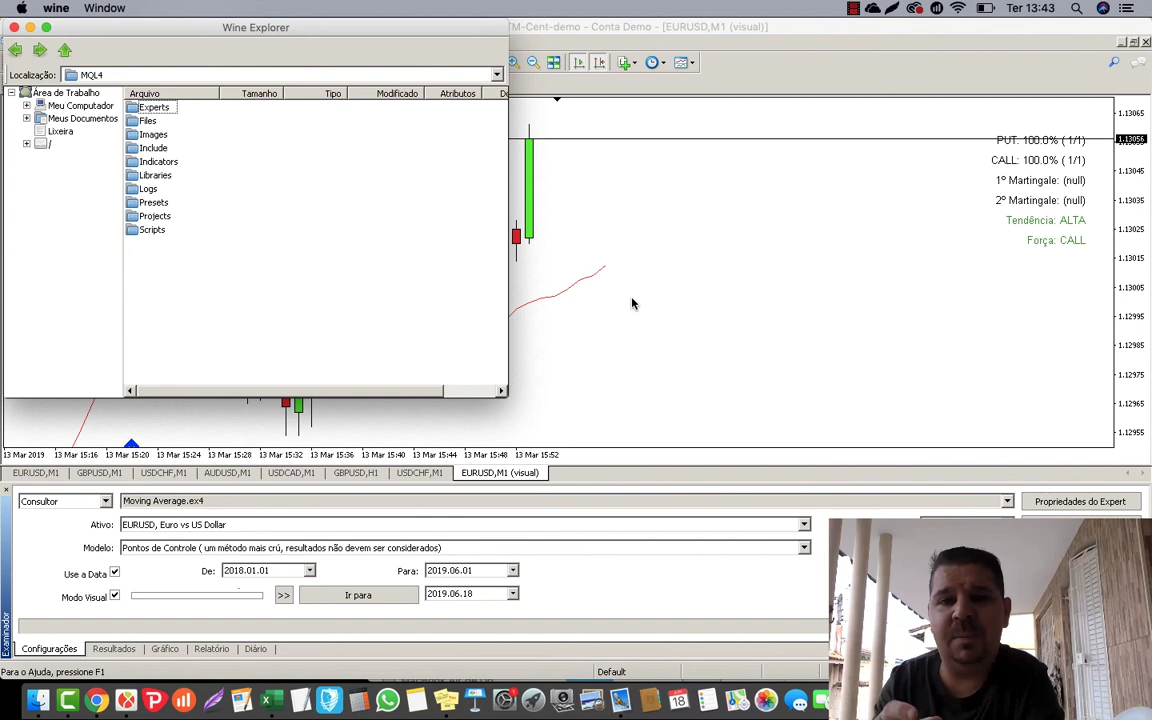 wine Window
Ter 13:43
Wine Explorer
TM-Cent-demo - Conta Demo - [EURUSD,M1 (visual)]
Localização: MQL4
Área de Trabalho
Meu Computador
Meus Documentos
Lixeira
/
Arquivo Tamanho Tipo Modificado Atributos
Experts
Files
Images
Include
Indicators
Libraries
Logs
Presets
Projects
Scripts
PUT: 100.0% ( 1/1)
CALL: 100.0% ( 1/1)
1º Martingale: (null)
2º Martingale: (null)
Tendência: ALTA
Força: CALL
1.13065
1.13056
1.13045
1.13035
1.13025
1.13015
1.13005
1.12995
1.12985
1.12975
1.12965
1.12955
13 Mar 2019 13 Mar 15:16 13 Mar 15:20 13 Mar 15:24 13 Mar 15:28 13 Mar 15:32 13 Mar 15:36 13 Mar 15:40 13 Mar 15:44 13 Mar 15:48 13 Mar 15:52
EURUSD,M1 GBPUSD,M1 USDCHF,M1 AUDUSD,M1 USDCAD,M1 GBPUSD,H1 USDCHF,M1 EURUSD,M1 (visual)
Consultor Moving Average.ex4 Propriedades do Expert
Ativo: EURUSD, Euro vs US Dollar
Modelo: Pontos de Controle ( um método mais crú, resultados não devem ser considerados)
Use a Data De: 2018.01.01 Para: 2019.06.01
Modo Visual >> Ir para 2019.06.18
Examinador
Configurações Resultados Gráfico Relatório Diário
Para o Ajuda, pressione F1 Default
18